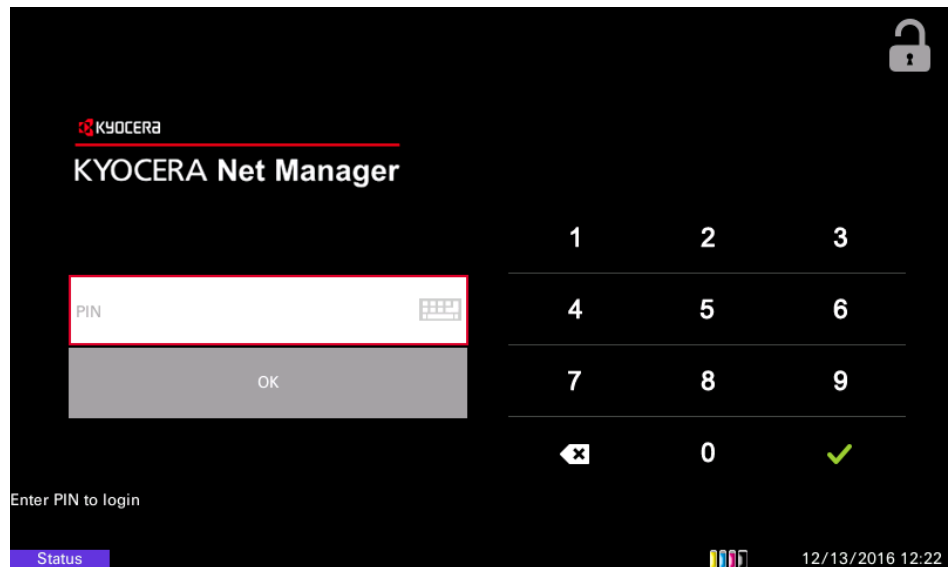 KYOCERA
KYOCERA Net Manager
1 2 3
PIN
4 5 6
OK
7 8 9
0
Enter PIN to login
Status
12/13/2016 12:22